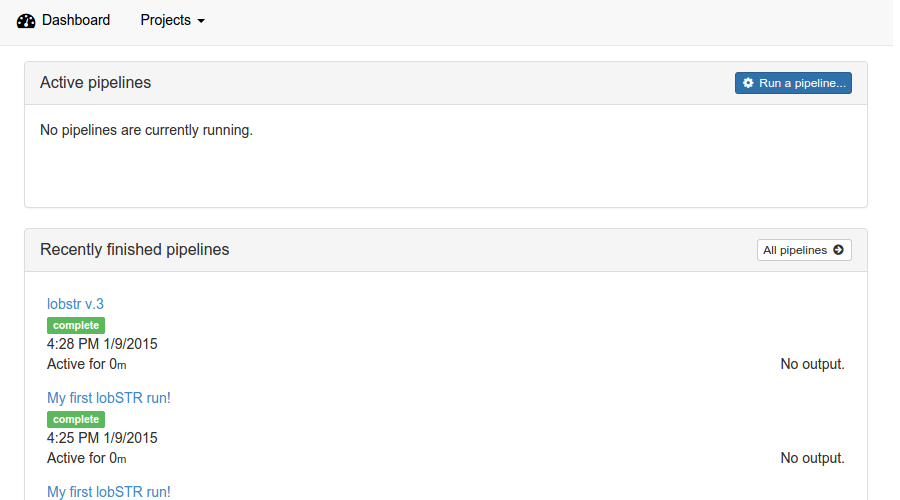 Dashboard Projects
Active pipelines Run a pipeline...
No pipelines are currently running.
Recently finished pipelines All pipelines
lobstr v.3
complete
4:28 PM 1/9/2015
Active for 0m No output.
My first lobSTR run!
complete
4:25 PM 1/9/2015
Active for 0m No output.
My first lobSTR run!